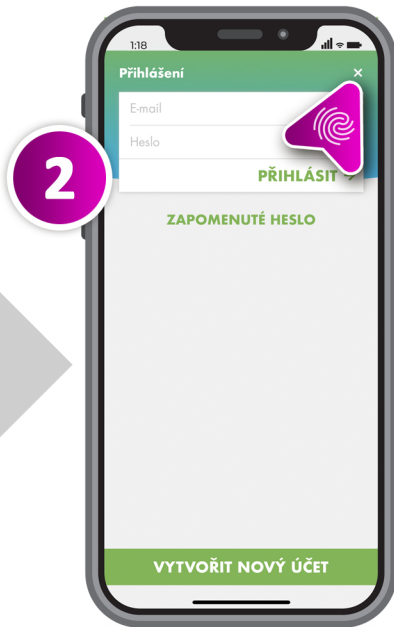 1:18
Přihlášení ×
E-mail
Heslo
2
PŘIHLÁSIT
ZAPOMENUTÉ HESLO
VYTVOŘIT NOVÝ ÚČET